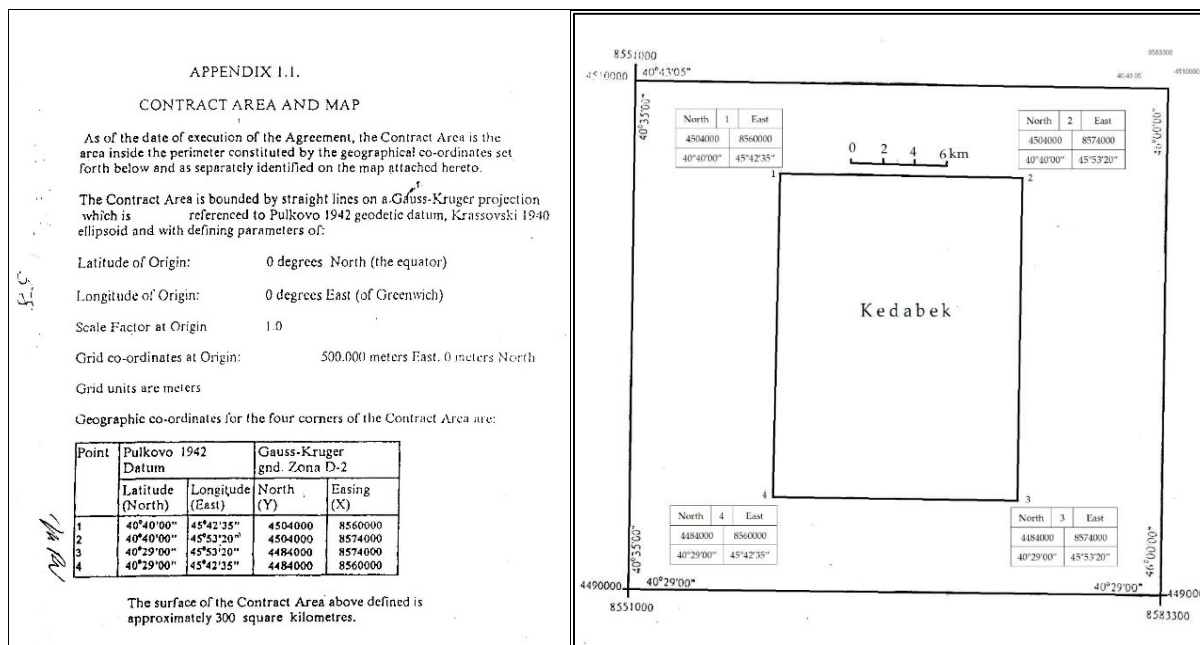 APPENDIX 1.1.
CONTRACT AREA AND MAP
As of the date of execution of the Agreement, the Contract Area is the
area inside the perimeter constituted by the geographical co-ordinates set
forth below and as separately identified on the map attached hereto.
The Contract Area is bounded by straight lines on a Gauss-Kruger projection
which is referenced to Pulkovo 1942 geodetic datum, Krassovski 1940
ellipsoid and with defining parameters of:
Latitude of Origin: 0 degrees North (the equator)
Longitude of Origin: 0 degrees East (of Greenwich)
Scale Factor at Origin 1.0
Grid co-ordinates at Origin: 500.000 meters East. 0 meters North
Grid units are meters
Geographic co-ordinates for the four corners of the Contract Area are:
Point Pulkovo 1942 Gauss-Kruger
Datum gnd. Zona D-2
Latitude Longitude North Easing
(North) (East) (Y) (X)
1 40°40'00" 45°42'35" 4504000 8560000
2 40°40'00" 45°53'20" 4504000 8574000
3 40°29'00" 45°53'20" 4484000 8574000
4 40°29'00" 45°42'35" 4484000 8560000
The surface of the Contract Area above defined is
approximately 300 square kilometres.
8551000 8583300
4510000 40°43'05" 40 43 05 4510000
40°35'00" 46°00'00"
North 1 East
4504000 8560000
40°40'00" 45°42'35"
North 2 East
4504000 8574000
40°40'00" 45°53'20"
0 2 4 6 km
1 2
Kedabek
4 3
North 4 East
4484000 8560000
40°29'00" 45°42'35"
North 3 East
4484000 8574000
40°29'00" 45°53'20"
40°35'00" 46°00'00"
4490000 40°29'00" 40°29'00" 449000
8551000 8583300